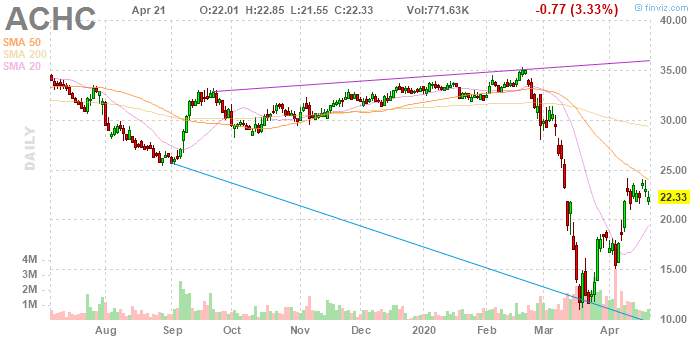 © finviz.com
ACHC Apr 21 O:22.01 H:22.85 L:21.55 C:22.33 Vol:771.63K -0.77 (3.33%)
SMA 50
SMA 200
SMA 20
DAILY
40.00
35.00
30.00
25.00
22.33
20.00
15.00
10.00
4M
3M
2M
1M
Aug Sep Oct Nov Dec 2020 Feb Mar Apr